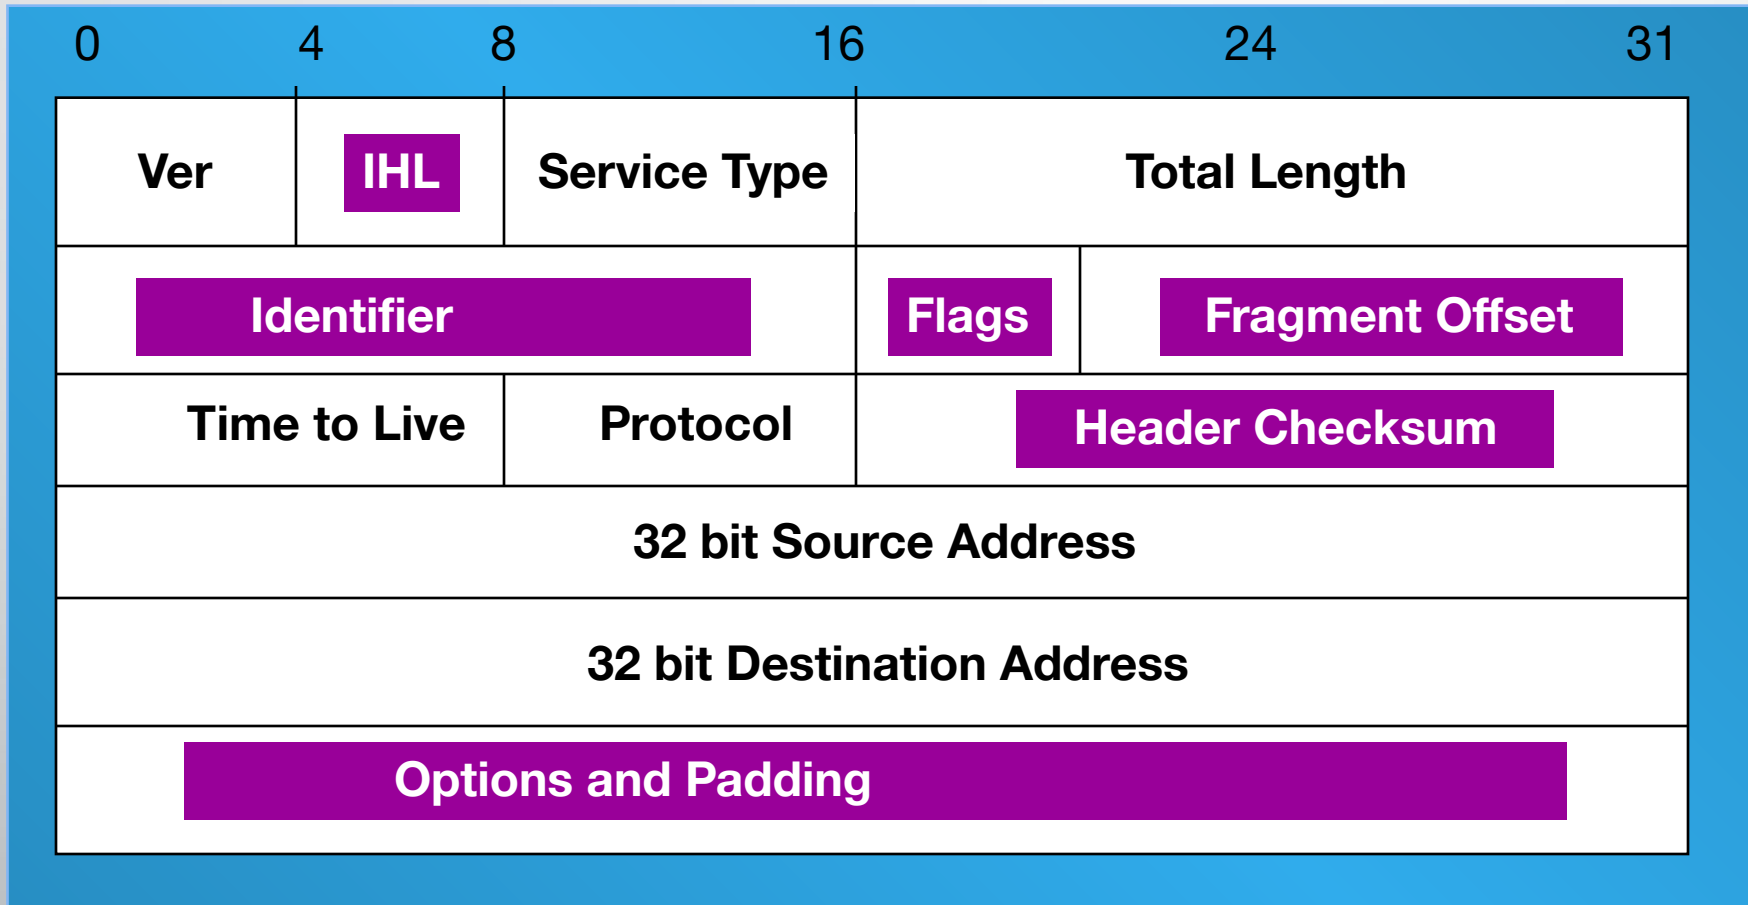 0 4 8 16 24 31
Ver IHL Service Type Total Length
Identifier Flags Fragment Offset
Time to Live Protocol Header Checksum
32 bit Source Address
32 bit Destination Address
Options and Padding